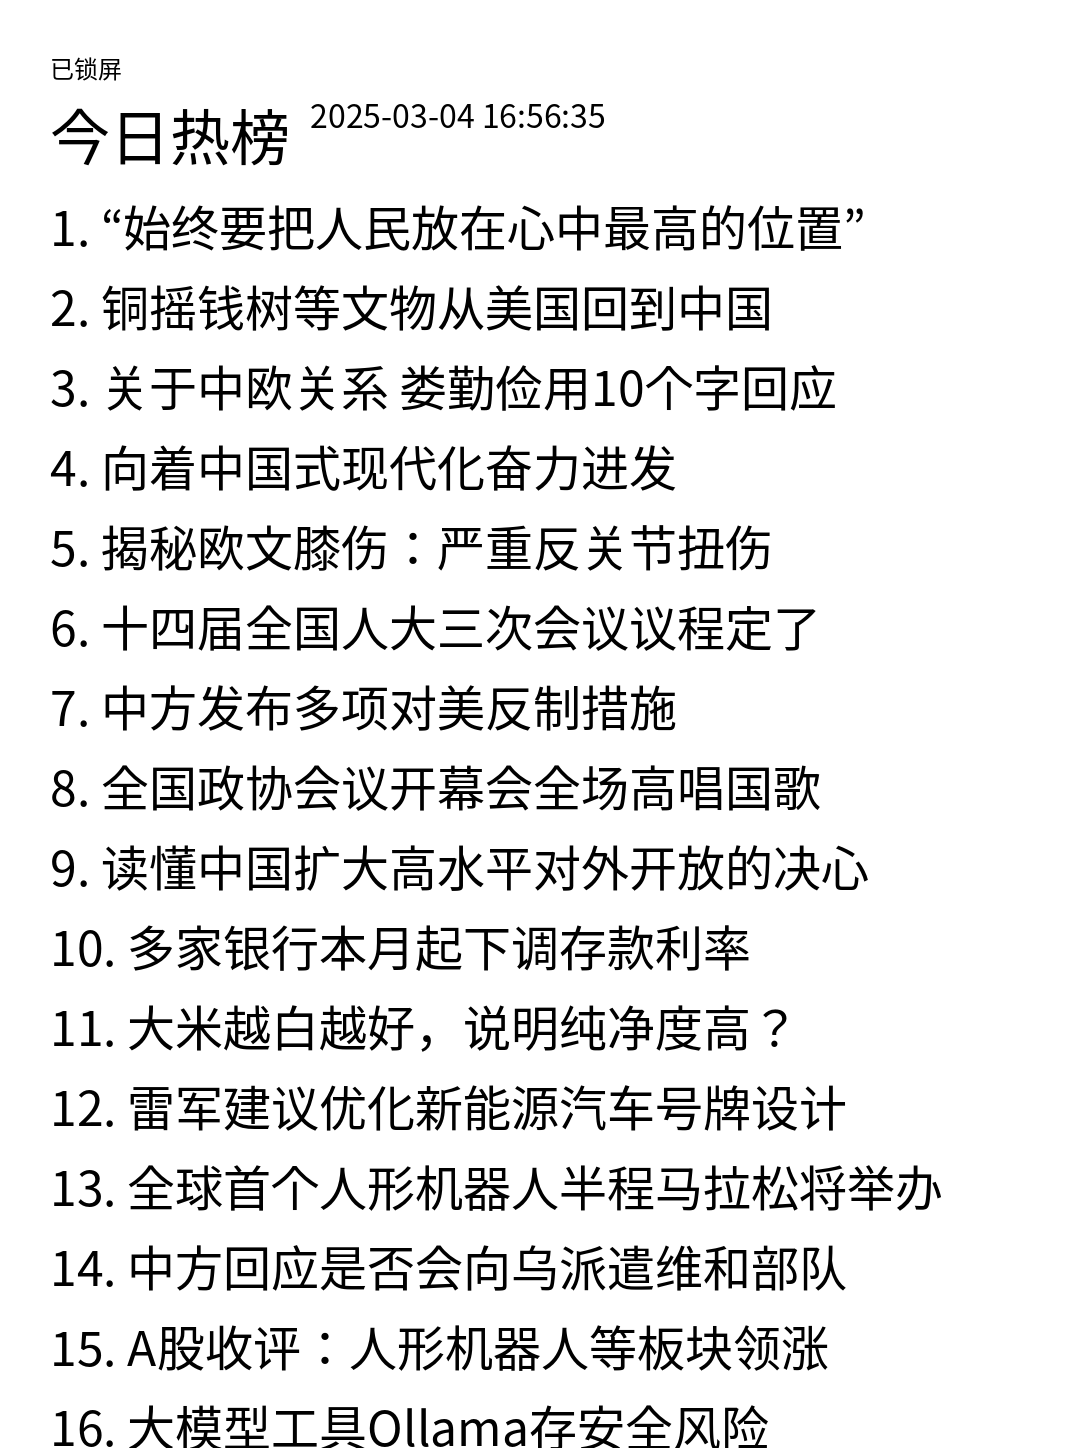 已锁屏
今日热榜 2025-03-04 16:56:35
1. “始终要把人民放在心中最高的位置”
2. 铜摇钱树等文物从美国回到中国
3. 关于中欧关系 娄勤俭用10个字回应
4. 向着中国式现代化奋力进发
5. 揭秘欧文膝伤：严重反关节扭伤
6. 十四届全国人大三次会议议程定了
7. 中方发布多项对美反制措施
8. 全国政协会议开幕会全场高唱国歌
9. 读懂中国扩大高水平对外开放的决心
10. 多家银行本月起下调存款利率
11. 大米越白越好，说明纯净度高？
12. 雷军建议优化新能源汽车号牌设计
13. 全球首个人形机器人半程马拉松将举办
14. 中方回应是否会向乌派遣维和部队
15. A股收评：人形机器人等板块领涨
16. 大模型工具Ollama存安全风险